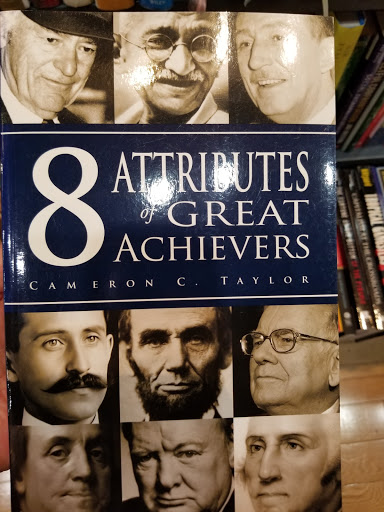 8
ATTRIBUTES
of GREAT
ACHIEVERS
CAMERON C. TAYLOR